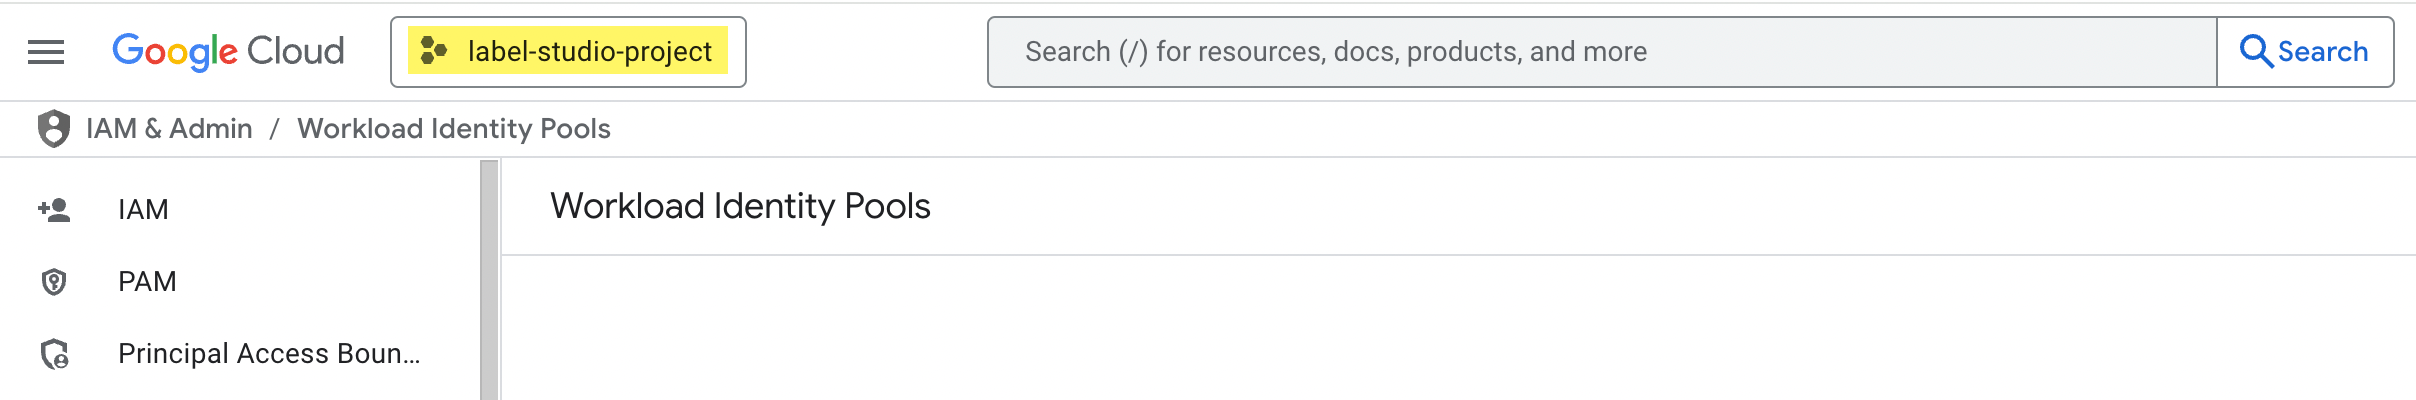 Google Cloud
label-studio-project
Search (/) for resources, docs, products, and more
Search
IAM & Admin / Workload Identity Pools
IAM
PAM
Principal Access Boun...
Workload Identity Pools